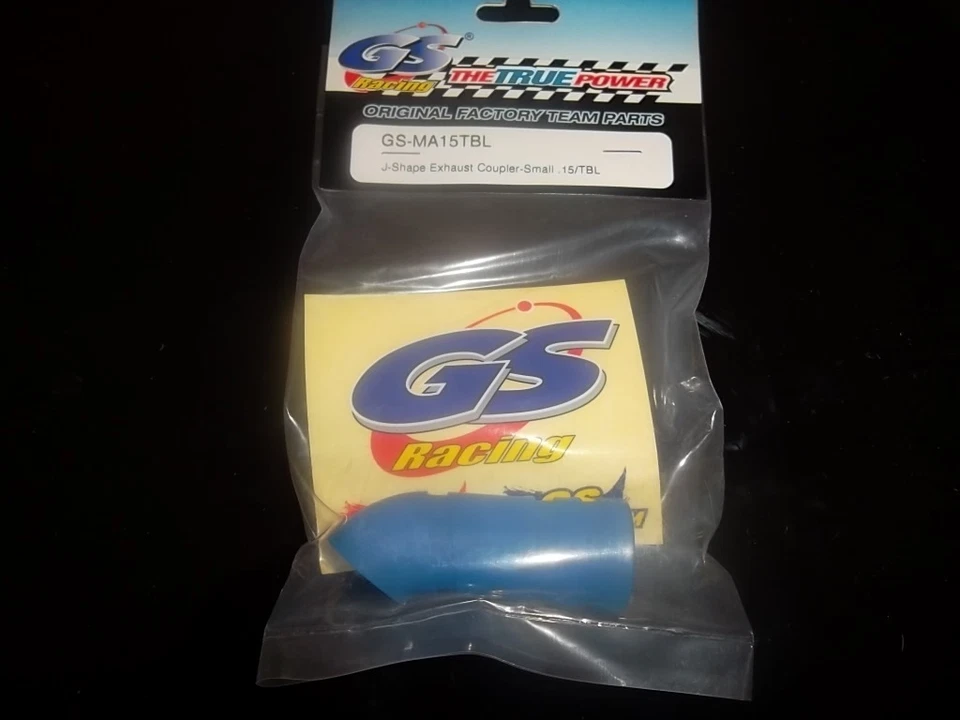 GS®
Racing THE TRUE POWER
ORIGINAL FACTORY TEAM PARTS
GS-MA15TBL
J-Shape Exhaust Coupler-Small .15/TBL
GS
Racing
GS